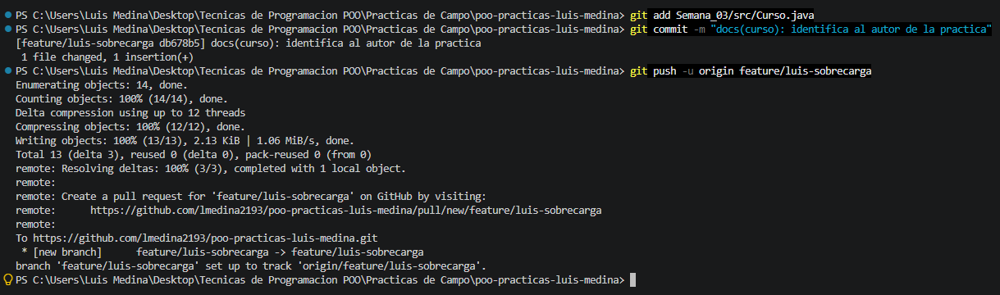 PS C:\Users\Luis Medina\Desktop\Tecnicas de Programacion POO\Practicas de Campo\poo-practicas-luis-medina> git add Semana_03/src/Curso.java
PS C:\Users\Luis Medina\Desktop\Tecnicas de Programacion POO\Practicas de Campo\poo-practicas-luis-medina> git commit -m "docs(curso): identifica al autor de la practica"
[feature/luis-sobrecarga db678b5] docs(curso): identifica al autor de la practica
 1 file changed, 1 insertion(+)
PS C:\Users\Luis Medina\Desktop\Tecnicas de Programacion POO\Practicas de Campo\poo-practicas-luis-medina> git push -u origin feature/luis-sobrecarga
Enumerating objects: 14, done.
Counting objects: 100% (14/14), done.
Delta compression using up to 12 threads
Compressing objects: 100% (12/12), done.
Writing objects: 100% (13/13), 2.13 KiB | 1.06 MiB/s, done.
Total 13 (delta 3), reused 0 (delta 0), pack-reused 0 (from 0)
remote: Resolving deltas: 100% (3/3), completed with 1 local object.
remote:
remote: Create a pull request for 'feature/luis-sobrecarga' on GitHub by visiting:
remote:      https://github.com/lmedina2193/poo-practicas-luis-medina/pull/new/feature/luis-sobrecarga
remote:
To https://github.com/lmedina2193/poo-practicas-luis-medina.git
 * [new branch]      feature/luis-sobrecarga -> feature/luis-sobrecarga
branch 'feature/luis-sobrecarga' set up to track 'origin/feature/luis-sobrecarga'.
PS C:\Users\Luis Medina\Desktop\Tecnicas de Programacion POO\Practicas de Campo\poo-practicas-luis-medina>